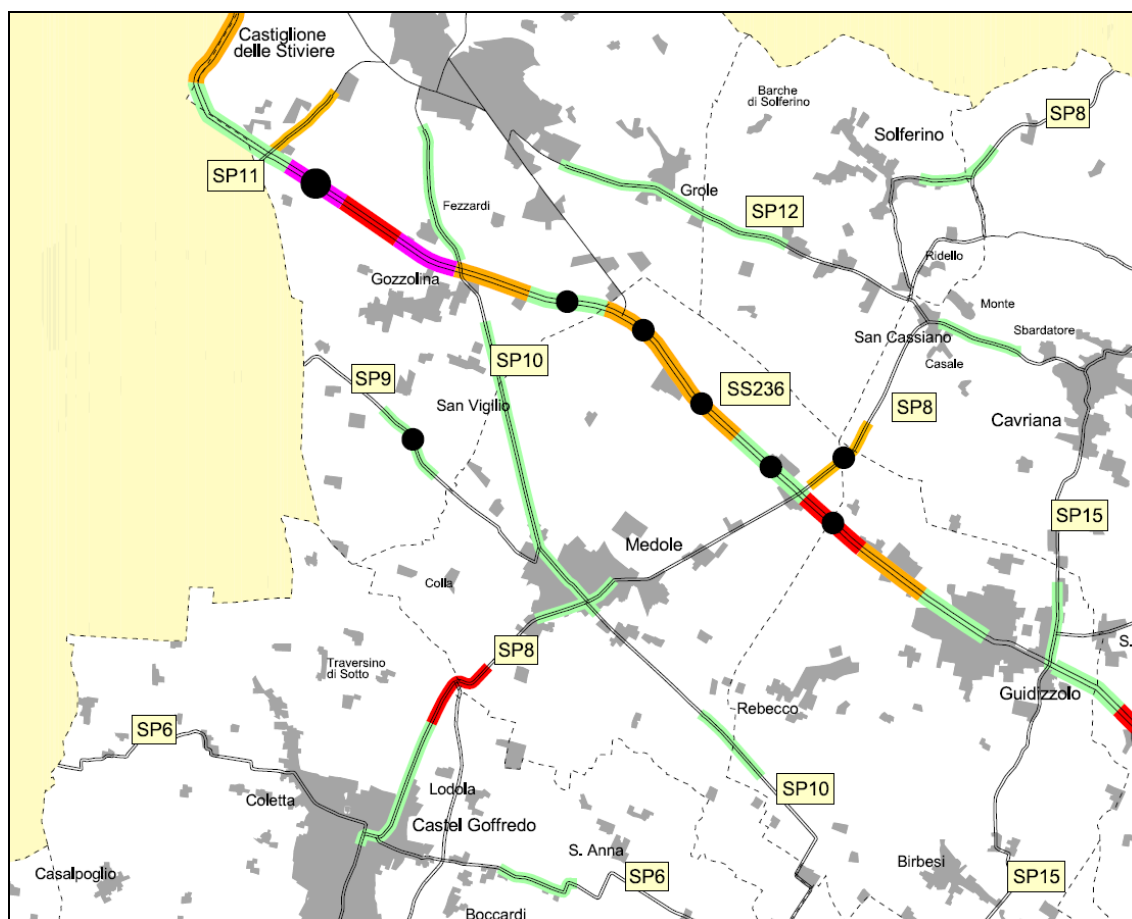 Castiglione
delle Stiviere
Barche
di Solferino
SP8
Solferino
SP11
Grole
SP12
Fezzardi
Ridello
Gozzolina
Monte
San Cassiano
Sbardatore
Casale
SP9
SP10
SS236
San Vigilio
SP8
Cavriana
SP15
Medole
Colla
S.
SP8
Traversino
di Sotto
Guidizzolo
Rebecco
SP6
SP10
Lodola
Coletta
Castel Goffredo
S. Anna
Birbesi
Casalpoglio
SP6
SP15
Boccardi